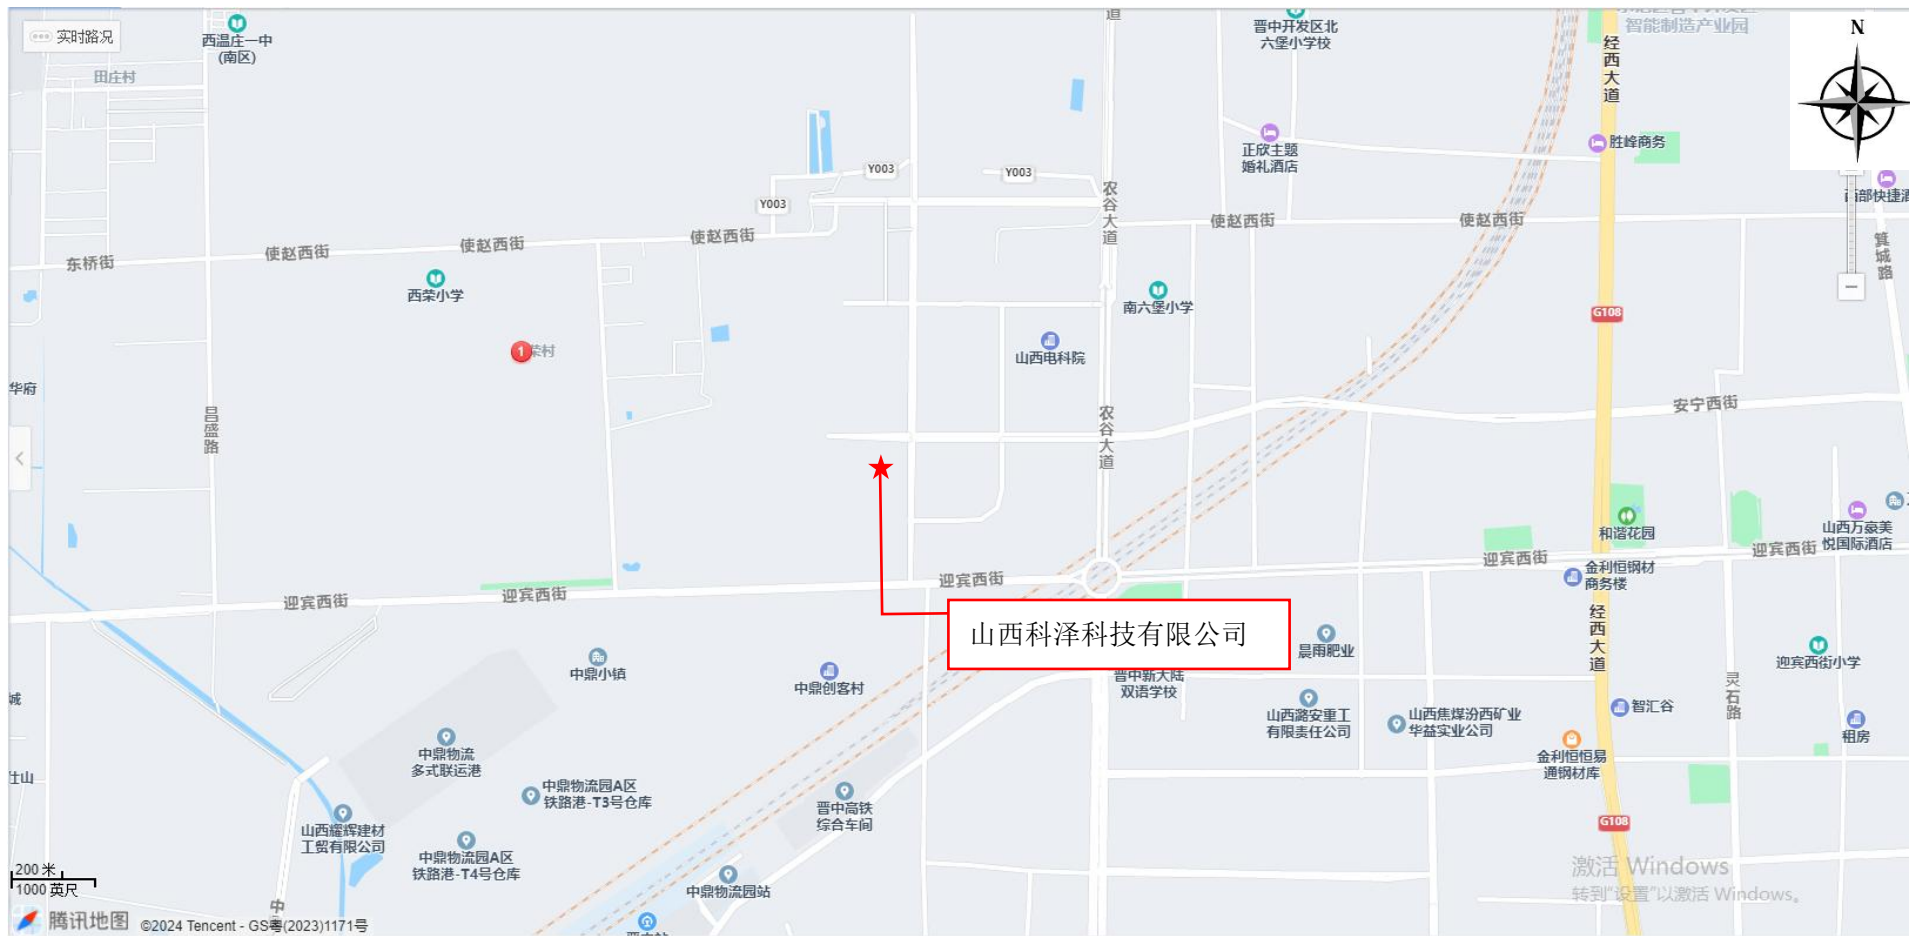 道
实时路况
西温庄一中
(南区)
田庄村
晋中开发区北
六堡小学校
智能制造产业园
经西大道
N
正欣主题
婚礼酒店
胜峰商务
Y003
Y003
Y003
农谷大道
使赵西街
使赵西街
使赵西街
使赵西街
使赵西街
东桥街
箕城路
西荣小学
南六堡小学
G108
山西电科院
1
荣村
华府
昌盛路
农谷大道
安宁西街
和谐花园
山西万豪美
悦国际酒店
迎宾西街
迎宾西街
迎宾西街
迎宾西街
迎宾西街
金利恒钢材
商务楼
经西大道
山西科泽科技有限公司
晨雨肥业
迎宾西街小学
中鼎小镇
中鼎创客村
晋中新大陆
双语学校
城
灵石路
山西潞安重工
有限责任公司
山西焦煤汾西矿业
华益实业公司
智汇谷
租房
中鼎物流
多式联运港
金利恒恒易
通钢材库
仕山
中鼎物流园A区
铁路港-T3号仓库
晋中高铁
综合车间
山西耀辉建材
工贸有限公司
G108
中鼎物流园A区
铁路港-T4号仓库
中鼎物流园站
200 米
1000 英尺
激活 Windows
转到"设置"以激活 Windows。
中
腾讯地图
©2024 Tencent - GS粤(2023)1171号